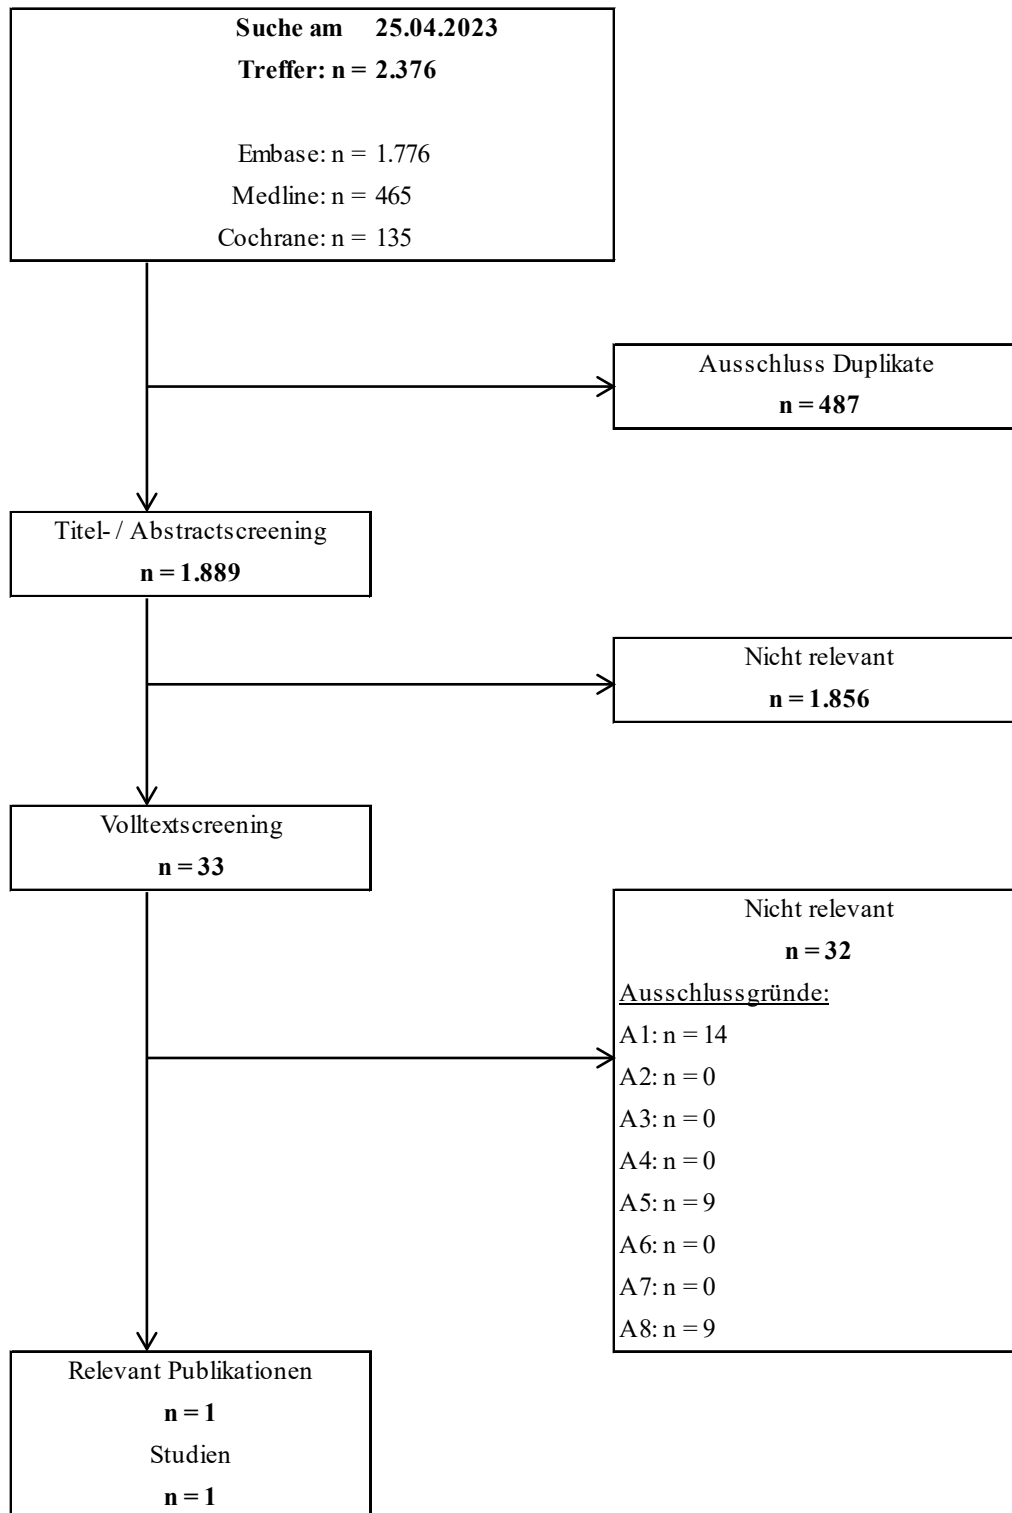 Suche am 25.04.2023
Treffer: n = 2.376
Embase: n = 1.776
Medline: n = 465
Cochrane: n = 135
Ausschluss Duplikate
n = 487
Titel- / Abstractscreening
n = 1.889
Nicht relevant
n = 1.856
Volltextscreening
n = 33
Nicht relevant
n = 32
Ausschlussgründe:
A1: n = 14
A2: n = 0
A3: n = 0
A4: n = 0
A5: n = 9
A6: n = 0
A7: n = 0
A8: n = 9
Relevant Publikationen
n = 1
Studien
n = 1